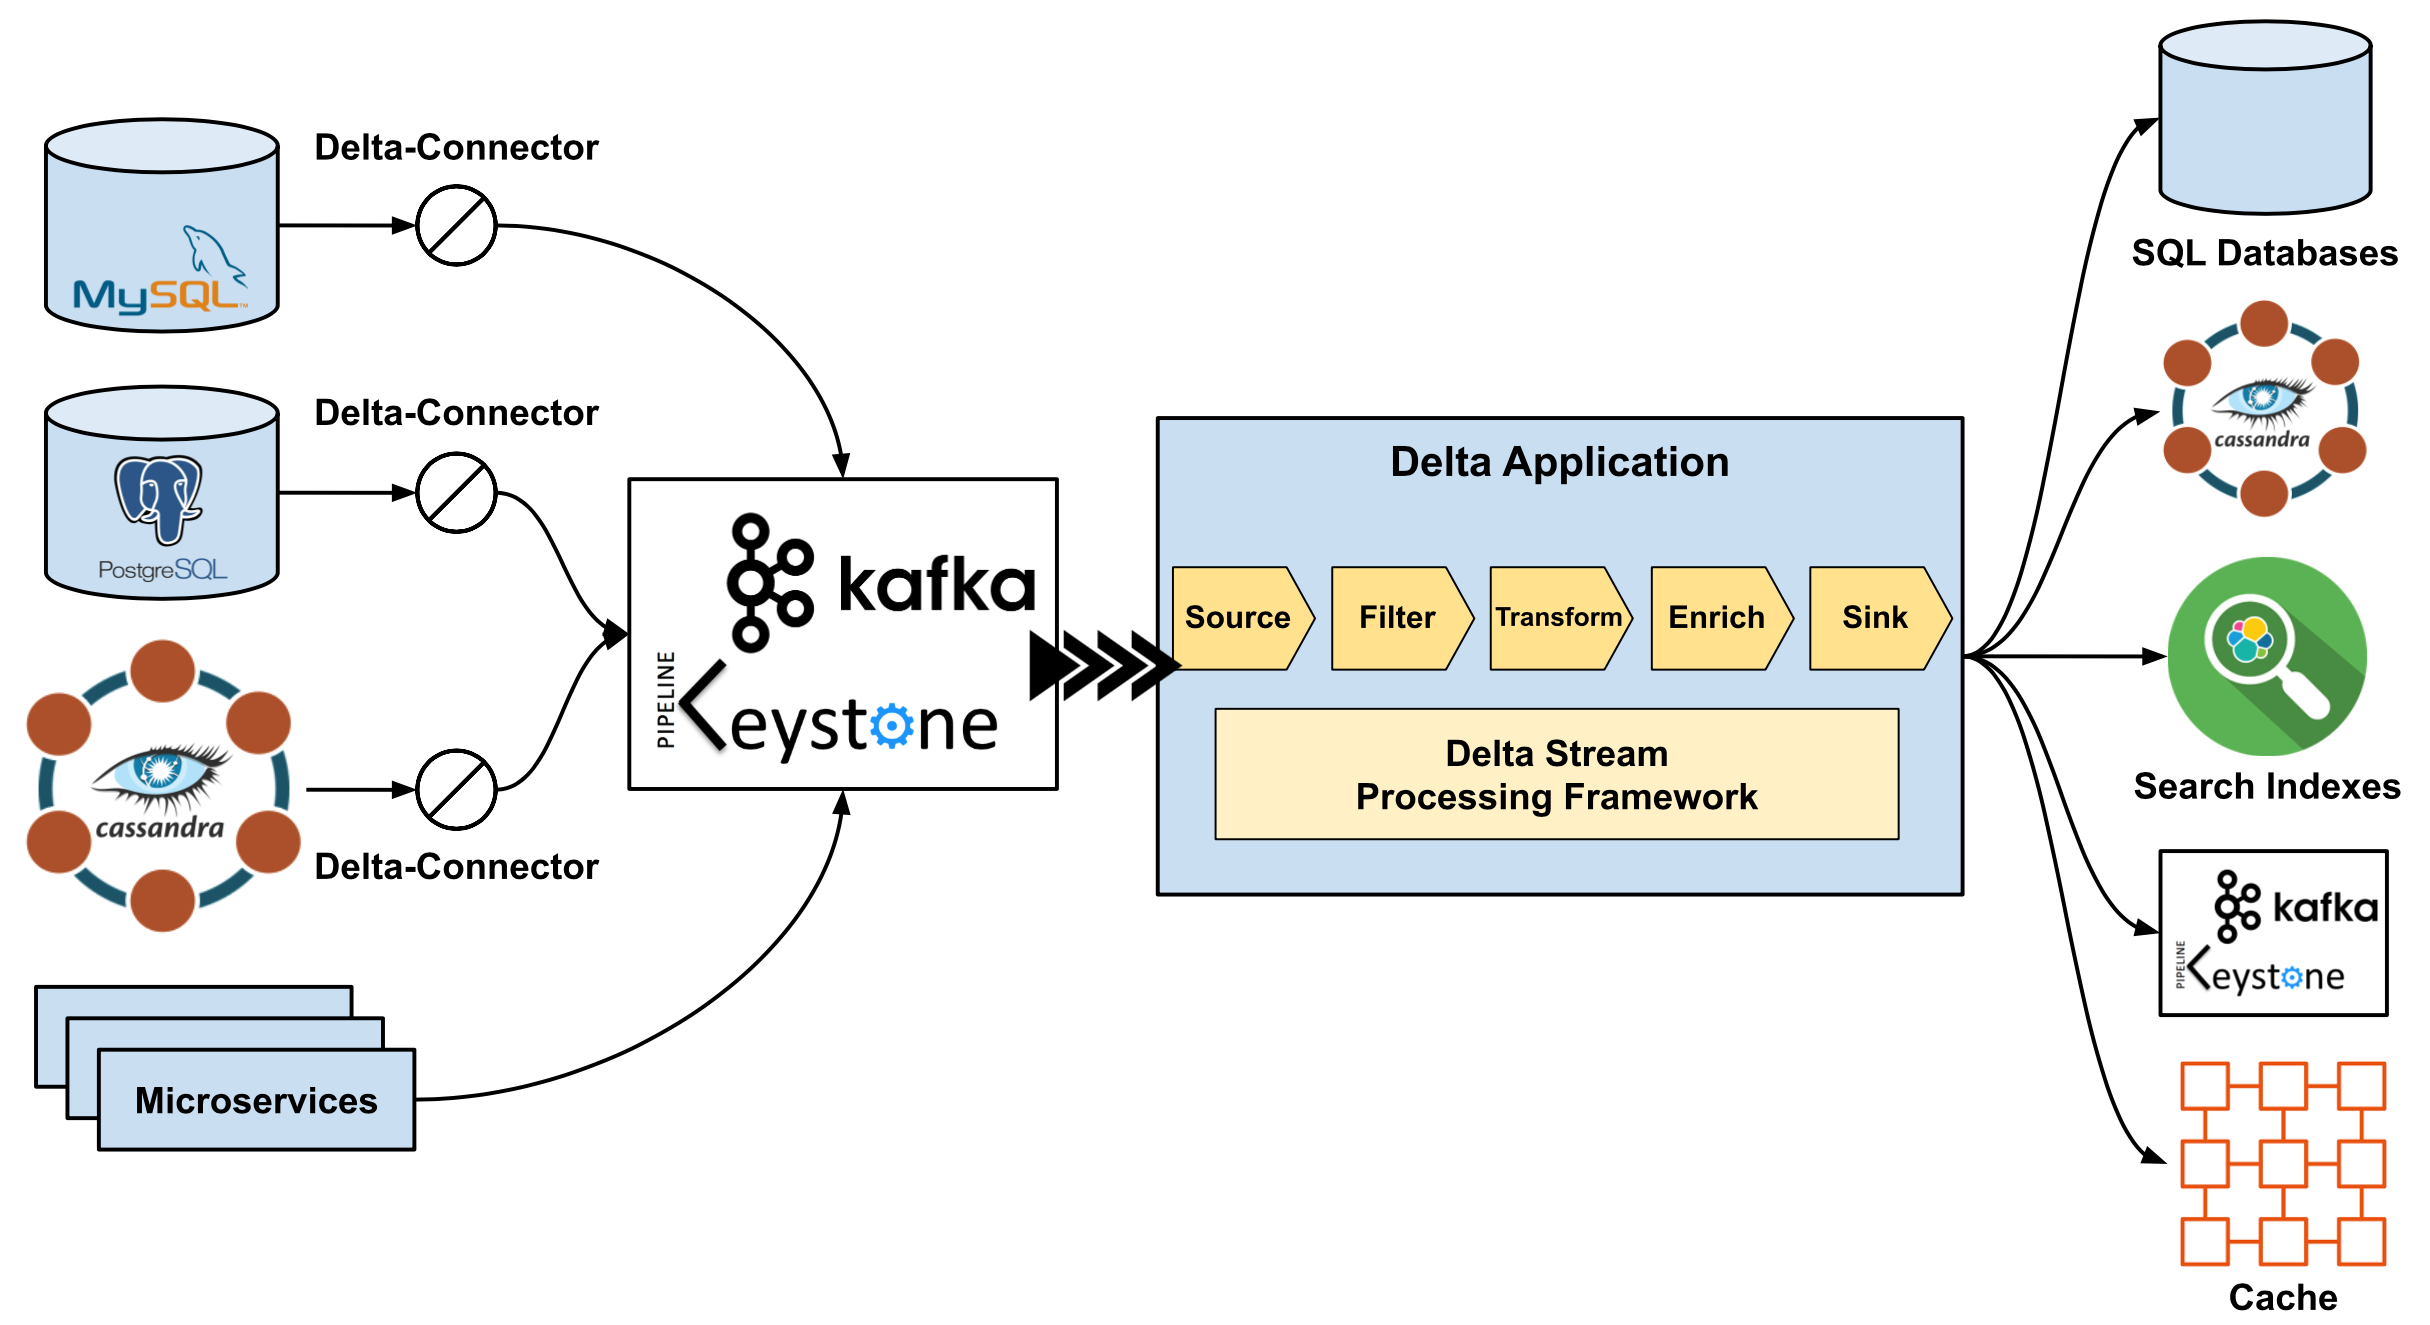 Delta-Connector
MySQL™
Delta-Connector
PostgreSQL
cassandra
Delta-Connector
Microservices
kafka
PIPELINE
Keystone
Delta Application
Source
Filter
Transform
Enrich
Sink
Delta Stream
Processing Framework
SQL Databases
cassandra
Search Indexes
kafka
PIPELINE
Keystone
Cache